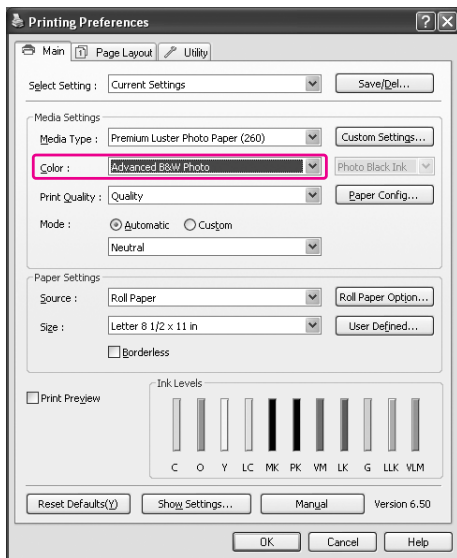 Printing Preferences
Main Page Layout Utility
Select Setting : Current Settings Save/Del...
Media Settings
Media Type : Premium Luster Photo Paper (260) Custom Settings...
Color : Advanced B&W Photo Photo Black Ink
Print Quality : Quality Paper Config...
Mode : Automatic Custom
Neutral
Paper Settings
Source : Roll Paper Roll Paper Option...
Size : Letter 8 1/2 x 11 in User Defined...
Borderless
Print Preview
Ink Levels
C O Y LC MK PK VM LK G LLK VLM
Reset Defaults(Y) Show Settings... Manual Version 6.50
OK Cancel Help